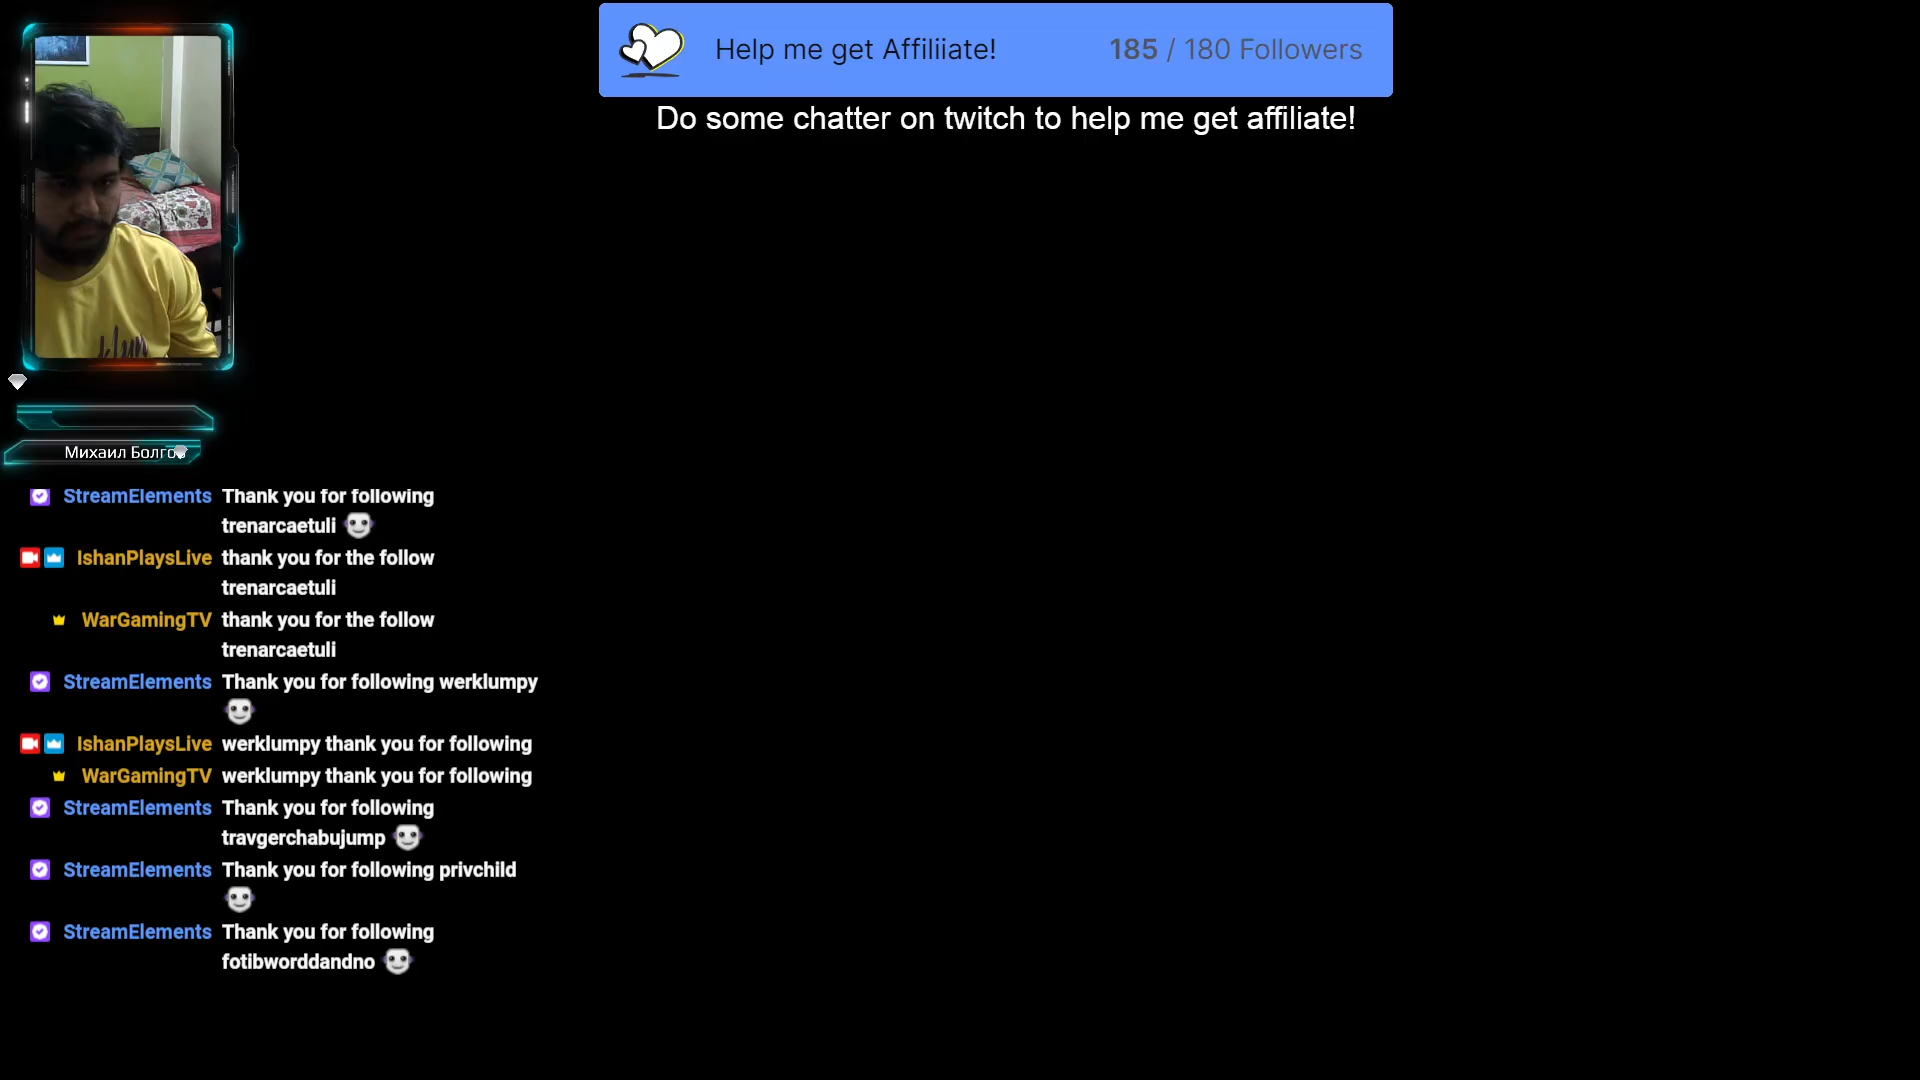 Help me get Affiliiate!
185 / 180 Followers
Do some chatter on twitch to help me get affiliate!
Михаил Болгов
StreamElements Thank you for following
trenarcaetuli
IshanPlaysLive thank you for the follow
trenarcaetuli
WarGamingTV thank you for the follow
trenarcaetuli
StreamElements Thank you for following werklumpy
IshanPlaysLive werklumpy thank you for following
WarGamingTV werklumpy thank you for following
StreamElements Thank you for following
travgerchabujump
StreamElements Thank you for following privchild
StreamElements Thank you for following
fotibworddandno